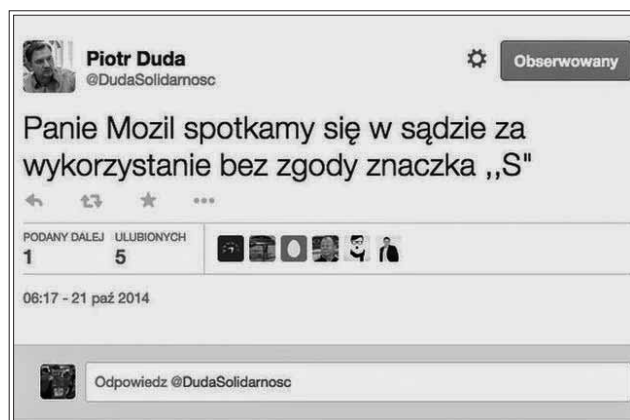 Piotr Duda
@DudaSolidarnosc
Obserwowany
Panie Mozil spotkamy się w sądzie za
wykorzystanie bez zgody znaczka ,,S"
PODANY DALEJ ULUBIONYCH
1 5
06:17 - 21 paź 2014
Odpowiedz @DudaSolidarnosc